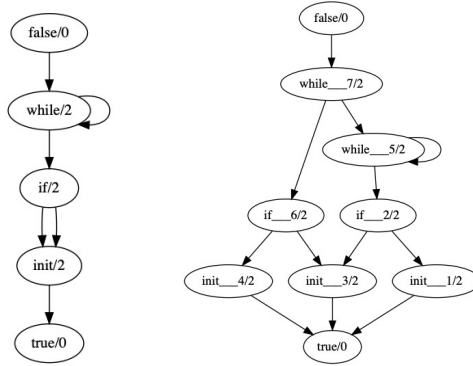 false/0
while/2
if/2
init/2
true/0
false/0
while___7/2
while___5/2
if___6/2
if___2/2
init___4/2
init___3/2
init___1/2
true/0